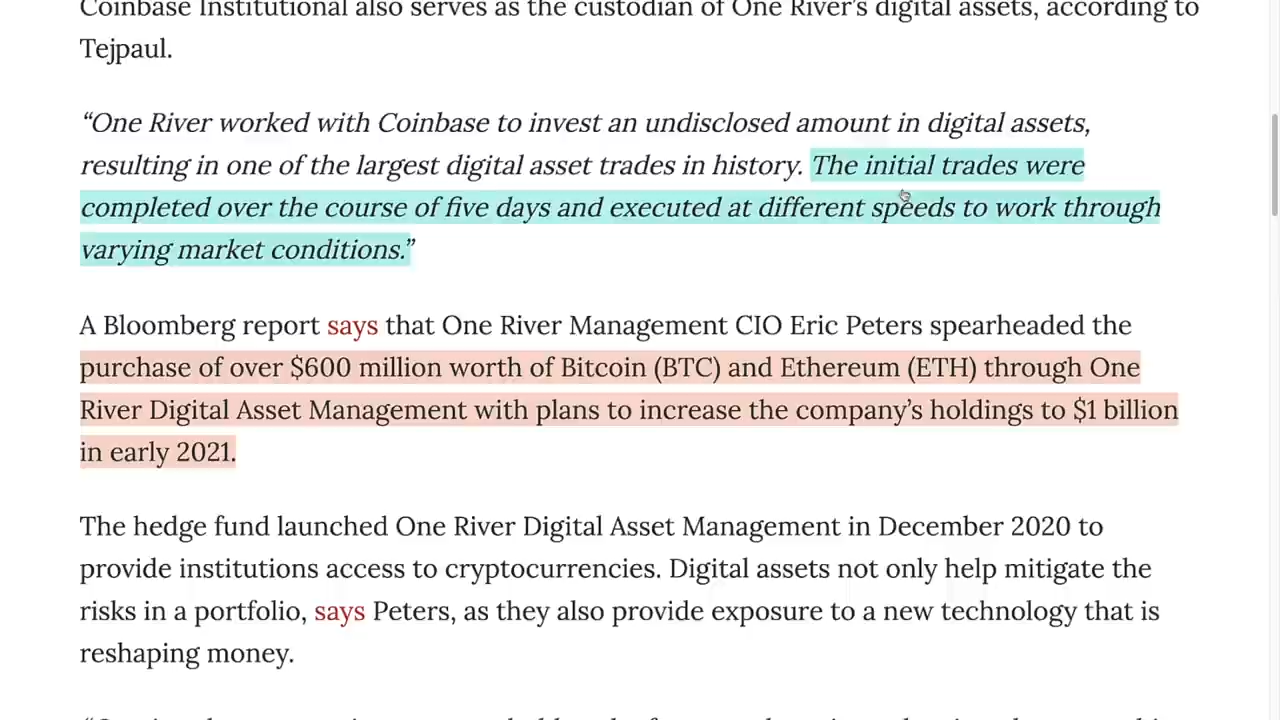 Coinbase Institutional also serves as the custodian of One River’s digital assets, according to
Tejpaul.
“One River worked with Coinbase to invest an undisclosed amount in digital assets,
resulting in one of the largest digital asset trades in history. The initial trades were
completed over the course of five days and executed at different speeds to work through
varying market conditions.”
A Bloomberg report says that One River Management CIO Eric Peters spearheaded the
purchase of over $600 million worth of Bitcoin (BTC) and Ethereum (ETH) through One
River Digital Asset Management with plans to increase the company’s holdings to $1 billion
in early 2021.
The hedge fund launched One River Digital Asset Management in December 2020 to
provide institutions access to cryptocurrencies. Digital assets not only help mitigate the
risks in a portfolio, says Peters, as they also provide exposure to a new technology that is
reshaping money.